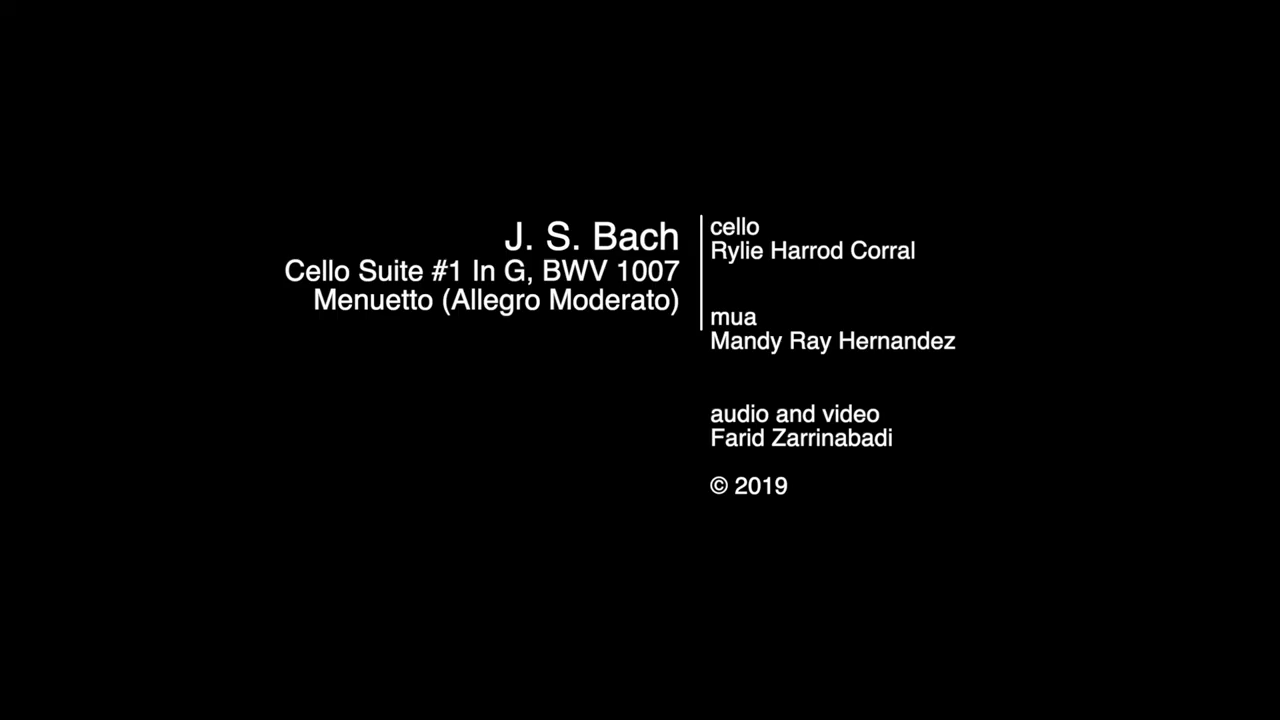 J. S. Bach
Cello Suite #1 In G, BWV 1007
Menuetto (Allegro Moderato)
cello
Rylie Harrod Corral
mua
Mandy Ray Hernandez
audio and video
Farid Zarrinabadi
© 2019